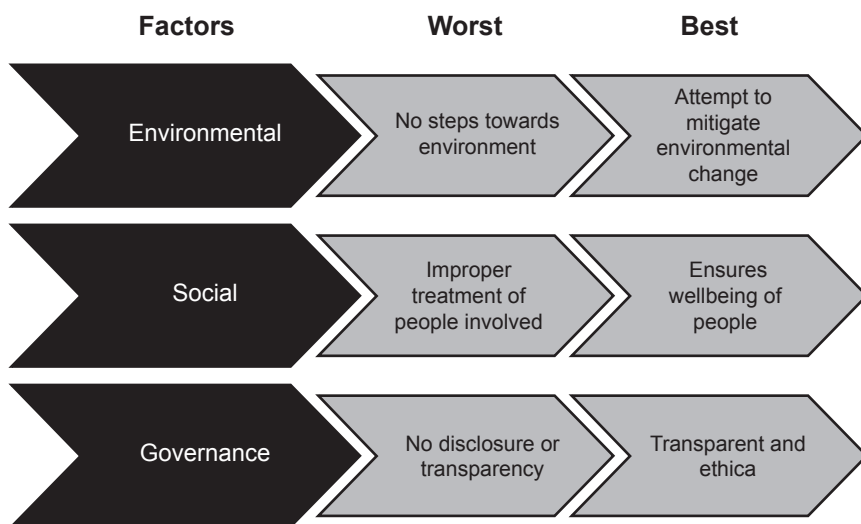 Factors
Worst
Best
Environmental
No steps towards
environment
Attempt to
mitigate
environmental
change
Social
Improper
treatment of
people involved
Ensures
wellbeing of
people
Governance
No disclosure or
transparency
Transparent and
ethica